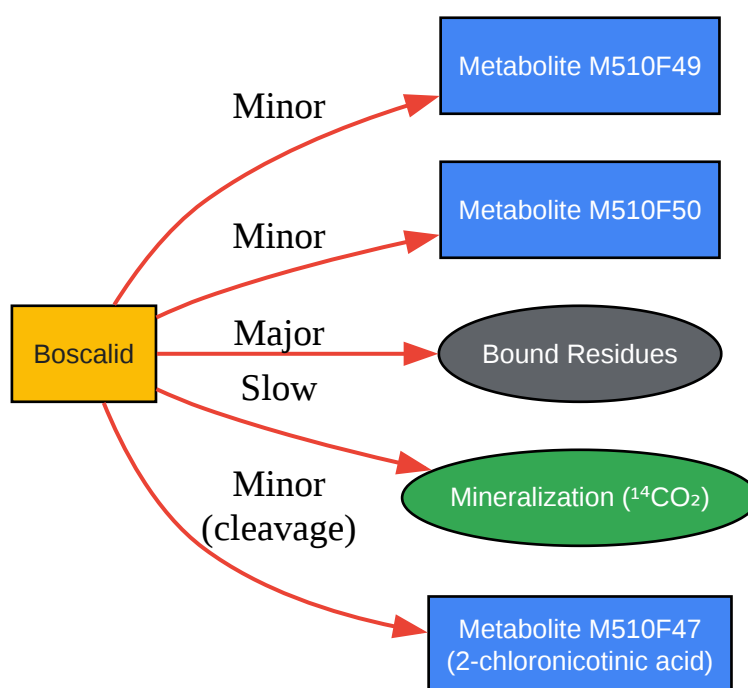 Metabolite M510F49
Minor
Metabolite M510F50
Minor
Boscalid
Major
Bound Residues
Slow
Mineralization (¹⁴CO₂)
Minor
(cleavage)
Metabolite M510F47
(2-chloronicotinic acid)